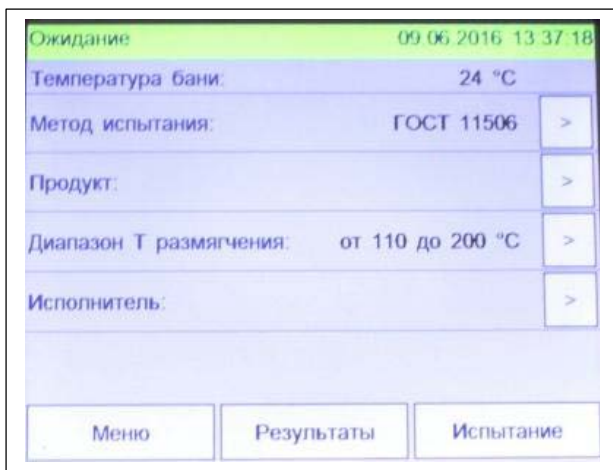 Ожидание 09.06.2016 13:37:18
Температура бани: 24 °C
Метод испытания: ГОСТ 11506 >
Продукт: >
Диапазон Т размягчения: от 110 до 200 °C >
Исполнитель: >
Меню Результаты Испытание